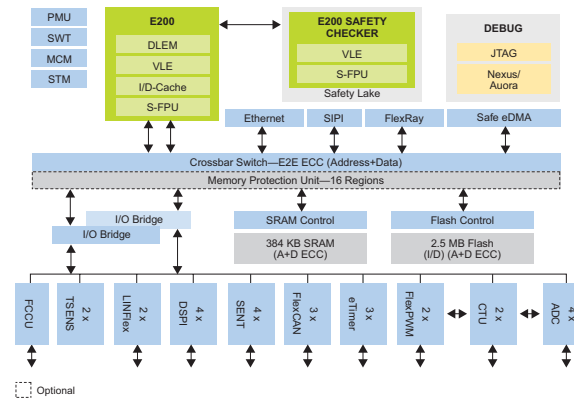 PMU
SWT
MCM
STM
E200
DLEM
VLE
I/D-Cache
S-FPU
E200 SAFETY
CHECKER
VLE
S-FPU
Safety Lake
DEBUG
JTAG
Nexus/
Auora
Ethernet
SIPI
FlexRay
Safe eDMA
Crossbar Switch—E2E ECC (Address+Data)
Memory Protection Unit—16 Regions
I/O Bridge
I/O Bridge
SRAM Control
384 KB SRAM
(A+D ECC)
Flash Control
2.5 MB Flash
(I/D) (A+D ECC)
FCCU
2 x
TSENS
2 x
LINFlex
4 x
DSPI
4 x
SENT
3 x
FlexCAN
3 x
eTimer
2 x
FlexPWM
2 x
CTU
4 x
ADC
Optional